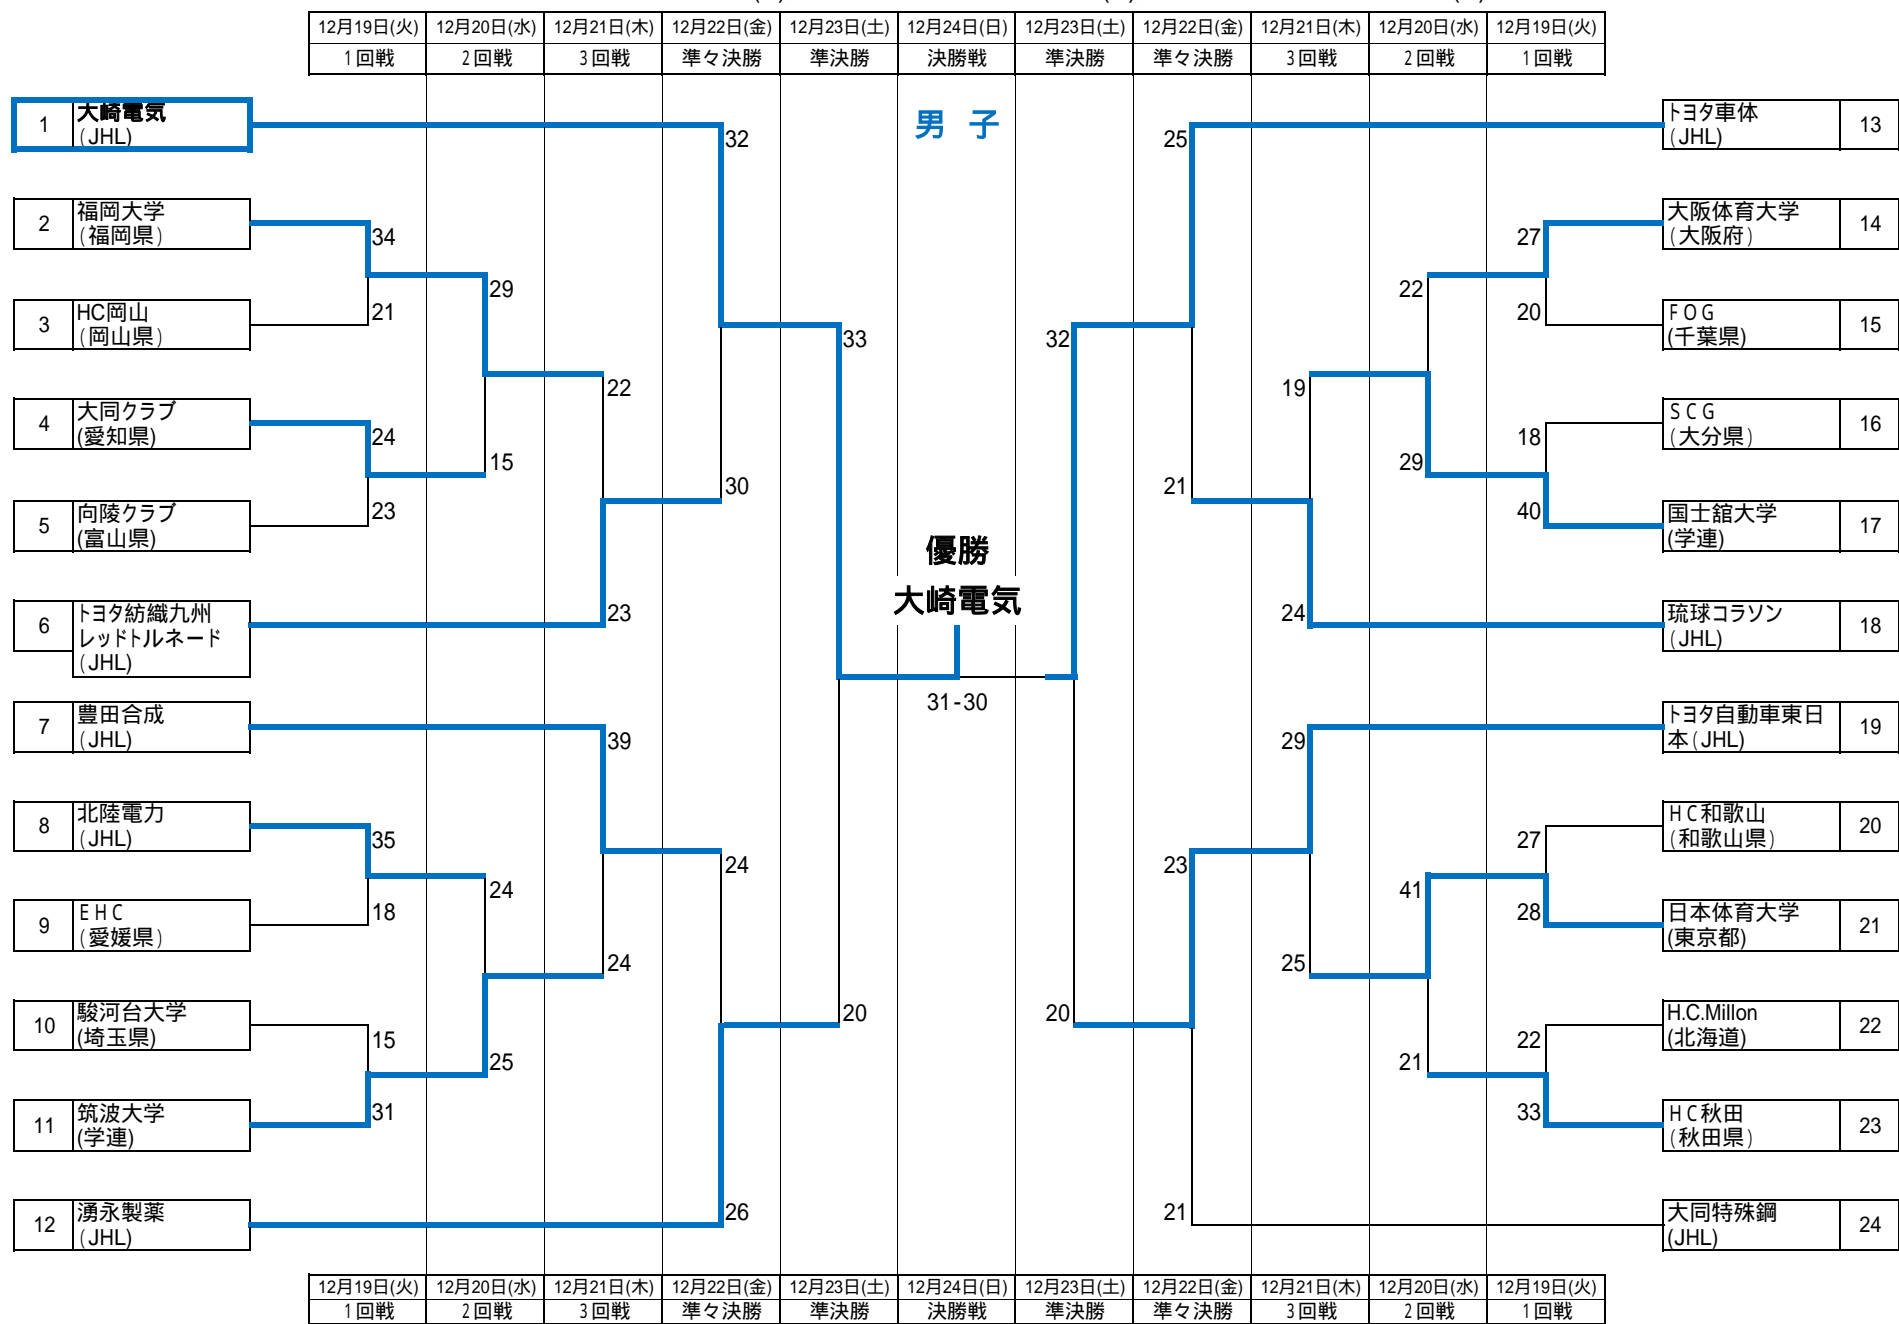 12月19日(火) 12月20日(水) 12月21日(木) 12月22日(金) 12月23日(土) 12月24日(日) 12月23日(土) 12月22日(金) 12月21日(木) 12月20日(水) 12月19日(火)
1回戦 2回戦 3回戦 準々決勝 準決勝 決勝戦 準決勝 準々決勝 3回戦 2回戦 1回戦
男 子
1 大崎電気
(JHL)
32
2 福岡大学
(福岡県)
34
29
3 HC岡山
(岡山県)
21
33
22
4 大同クラブ
(愛知県)
24
15
30
5 向陵クラブ
(富山県)
23
6 トヨタ紡織九州
レッドトルネード
(JHL)
23
7 豊田合成
(JHL)
39
8 北陸電力
(JHL)
35
24
24
9 EHC
(愛媛県)
18
24
10 駿河台大学
(埼玉県)
15
20
25
11 筑波大学
(学連)
31
12 湧永製薬
(JHL)
26
優勝
大崎電気
31-30
トヨタ車体 13
(JHL)
25
大阪体育大学 14
(大阪府)
27
22
FOG 15
(千葉県)
20
32
19
SCG 16
(大分県)
18
29
21
国士舘大学 17
(学連)
40
琉球コラソン 18
(JHL)
24
トヨタ自動車東日 19
本(JHL)
29
HC和歌山 20
(和歌山県)
27
23
41
日本体育大学 21
(東京都)
28
25
H.C.Millon 22
(北海道)
22
20
21
HC秋田 23
(秋田県)
33
大同特殊鋼 24
(JHL)
21
12月19日(火) 12月20日(水) 12月21日(木) 12月22日(金) 12月23日(土) 12月24日(日) 12月23日(土) 12月22日(金) 12月21日(木) 12月20日(水) 12月19日(火)
1回戦 2回戦 3回戦 準々決勝 準決勝 決勝戦 準決勝 準々決勝 3回戦 2回戦 1回戦